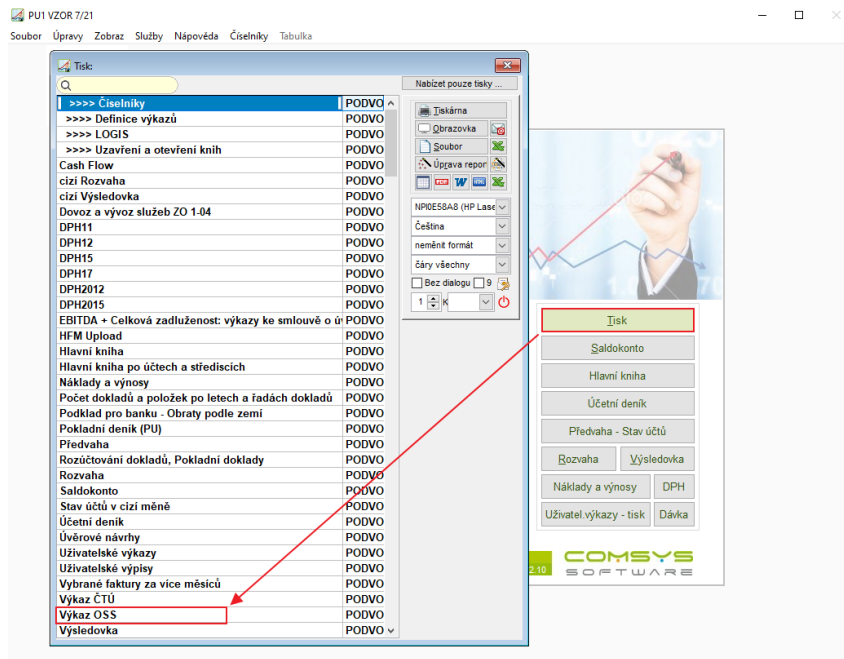 PU1 VZOR 7/21
Soubor Úpravy Zobraz Služby Nápověda Číselníky Tabulka
Tisk:
Nabízet pouze tisky ...
>>>> Číselníky PODVO
>>>> Definice výkazů PODVO
>>>> LOGIS PODVO
>>>> Uzavření a otevření knih PODVO
Cash Flow PODVO
cizí Rozvaha PODVO
cizí Výsledovka PODVO
Dovoz a vývoz služeb ZO 1-04 PODVO
DPH11 PODVO
DPH12 PODVO
DPH15 PODVO
DPH17 PODVO
DPH2012 PODVO
DPH2015 PODVO
EBITDA + Celková zadluženost: výkazy ke smlouvě o úv PODVO
HFM Upload PODVO
Hlavní kniha PODVO
Hlavní kniha po účtech a střediscích PODVO
Náklady a výnosy PODVO
Počet dokladů a položek po letech a řadách dokladů PODVO
Podklad pro banku - Obraty podle zemí PODVO
Pokladní deník (PU) PODVO
Předvaha PODVO
Rozúčtování dokladů, Pokladní doklady PODVO
Rozvaha PODVO
Saldokonto PODVO
Stav účtů v cizí měně PODVO
Účetní deník PODVO
Úvěrové návrhy PODVO
Uživatelské výkazy PODVO
Uživatelské výpisy PODVO
Vybrané faktury za více měsíců PODVO
Výkaz ČTÚ PODVO
Výkaz OSS PODVO
Výsledovka PODVO
Tiskárna
Obrazovka
Soubor
Úprava repor
PDF W
NPI0E58A8 (HP Lase
Čeština
neměnit formát
čáry všechny
Bez dialogu 9
1 K
Tisk
Saldokonto
Hlavní kniha
Účetní deník
Předvaha - Stav účtů
Rozvaha Výsledovka
Náklady a výnosy DPH
Uživatel.výkazy - tisk Dávka
2.10 COMSYS
SOFTWARE